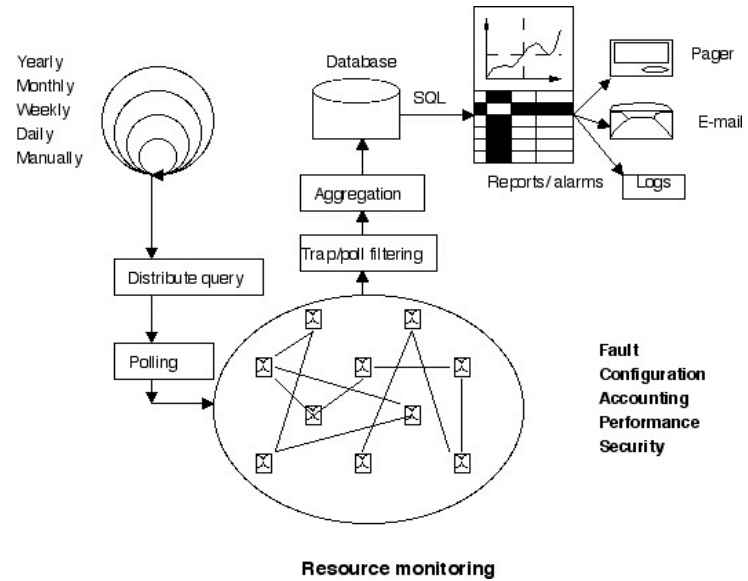 Yearly
Monthly
Weekly
Daily
Manually
Distribute query
Polling
Database
SQL
Aggregation
Trap/poll filtering
Reports/ alarms
Pager
E-mail
Logs
Fault
Configuration
Accounting
Performance
Security
Resource monitoring